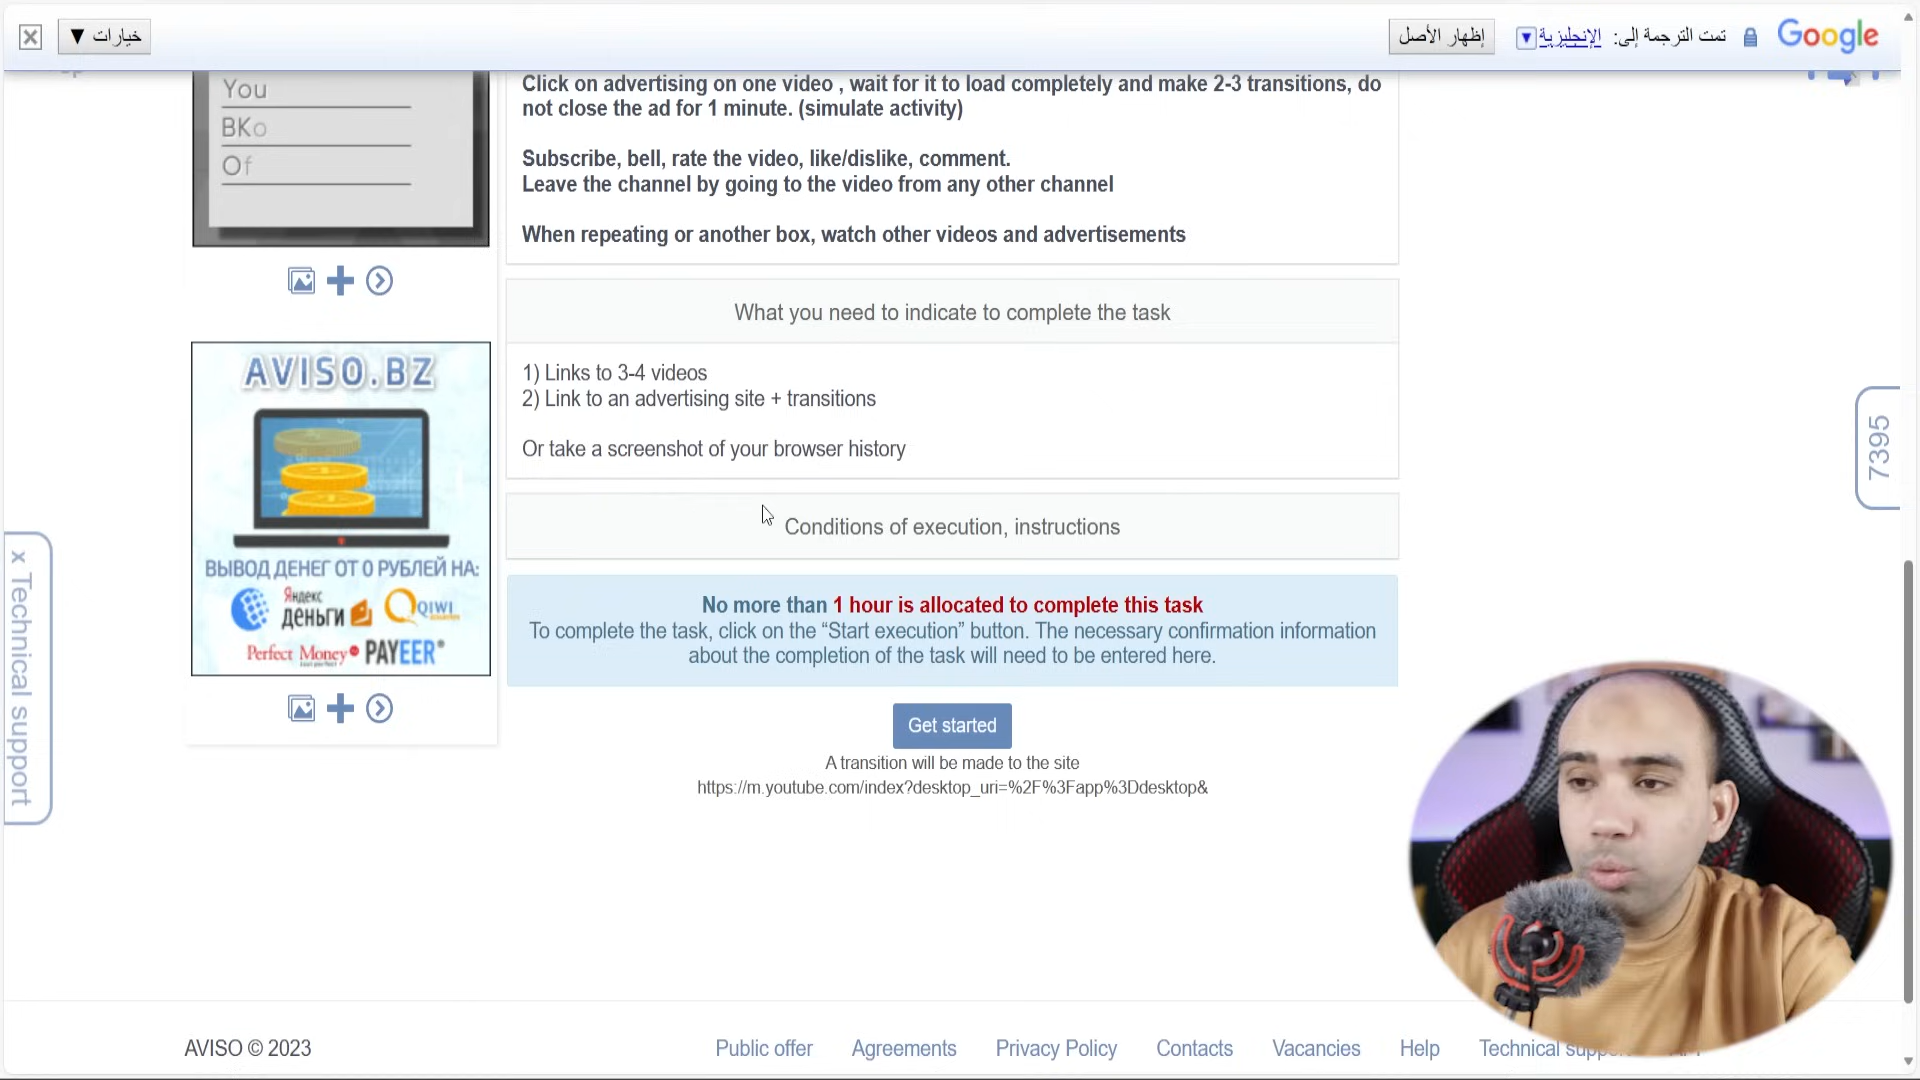 خيارات ▼
إظهار الأصل
تمت الترجمة إلى: الإنجليزية
Google
You
BKo
Of
Click on advertising on one video , wait for it to load completely and make 2-3 transitions, do
not close the ad for 1 minute. (simulate activity)
Subscribe, bell, rate the video, like/dislike, comment.
Leave the channel by going to the video from any other channel
When repeating or another box, watch other videos and advertisements
What you need to indicate to complete the task
1) Links to 3-4 videos
2) Link to an advertising site + transitions
Or take a screenshot of your browser history
Conditions of execution, instructions
No more than 1 hour is allocated to complete this task
To complete the task, click on the “Start execution” button. The necessary confirmation information
about the completion of the task will need to be entered here.
Get started
A transition will be made to the site
https://m.youtube.com/index?desktop_uri=%2F%3Fapp%3Ddesktop&
AVISO.BZ
ВЫВОД ДЕНЕГ ОТ 0 РУБЛЕЙ НА:
Яндекс
деньги
QIWI
Perfect Money
PAYEER
x Technical support
7395
AVISO © 2023
Public offer
Agreements
Privacy Policy
Contacts
Vacancies
Help
Technical